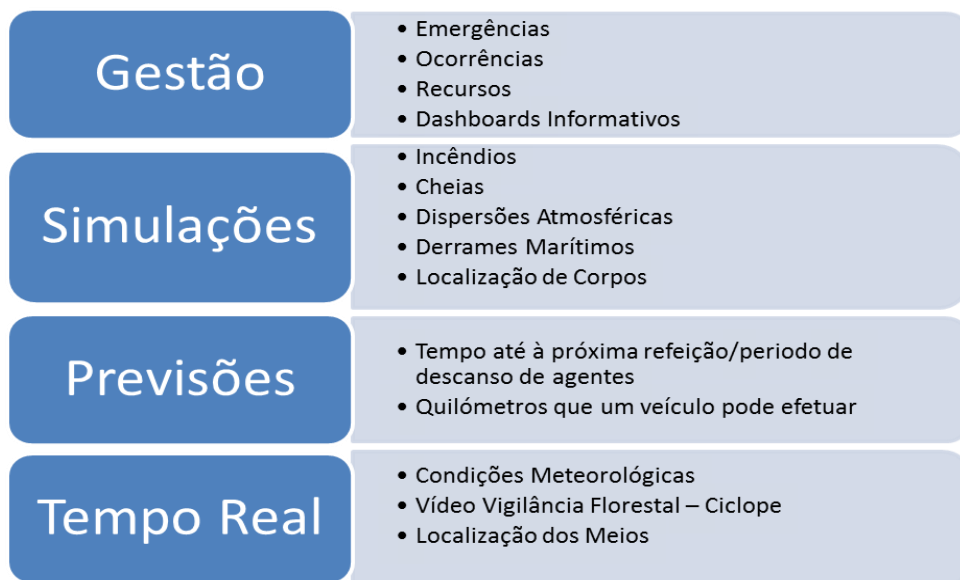 Gestão
• Emergências
• Ocorrências
• Recursos
• Dashboards Informativos
Simulações
• Incêndios
• Cheias
• Dispersões Atmosféricas
• Derrames Marítimos
• Localização de Corpos
Previsões
• Tempo até à próxima refeição/periodo de
descanso de agentes
• Quilómetros que um veículo pode efetuar
Tempo Real
• Condições Meteorológicas
• Vídeo Vigilância Florestal – Ciclope
• Localização dos Meios